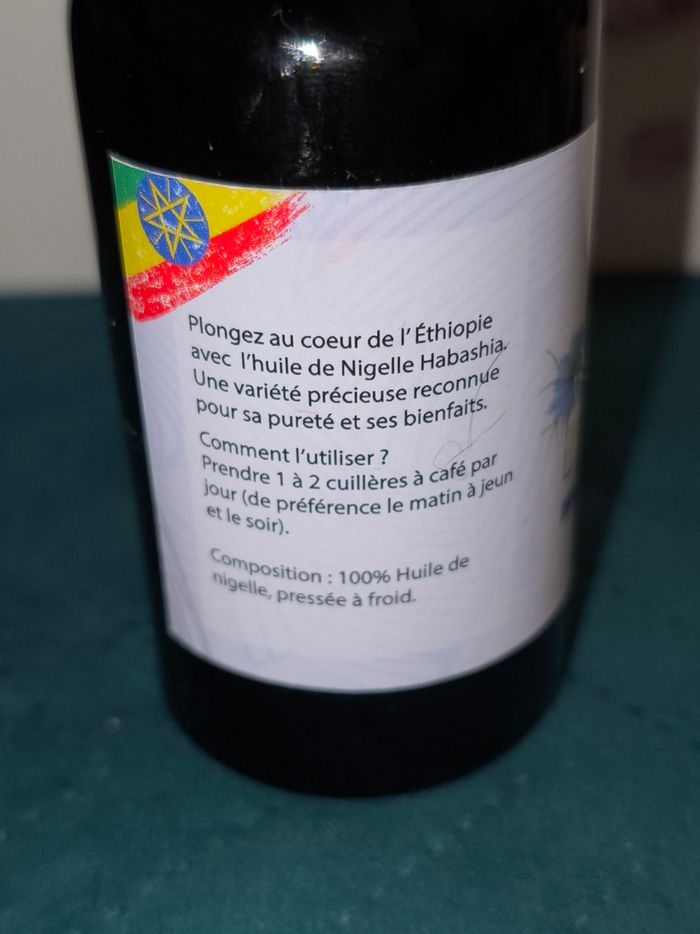 Plongez au coeur de l'Éthiopie
avec l'huile de Nigelle Habashia.
Une variété précieuse reconnue
pour sa pureté et ses bienfaits.
Comment l'utiliser ?
Prendre 1 à 2 cuillères à café par
jour (de préférence le matin à jeun
et le soir).
Composition : 100% Huile de
nigelle, pressée à froid.